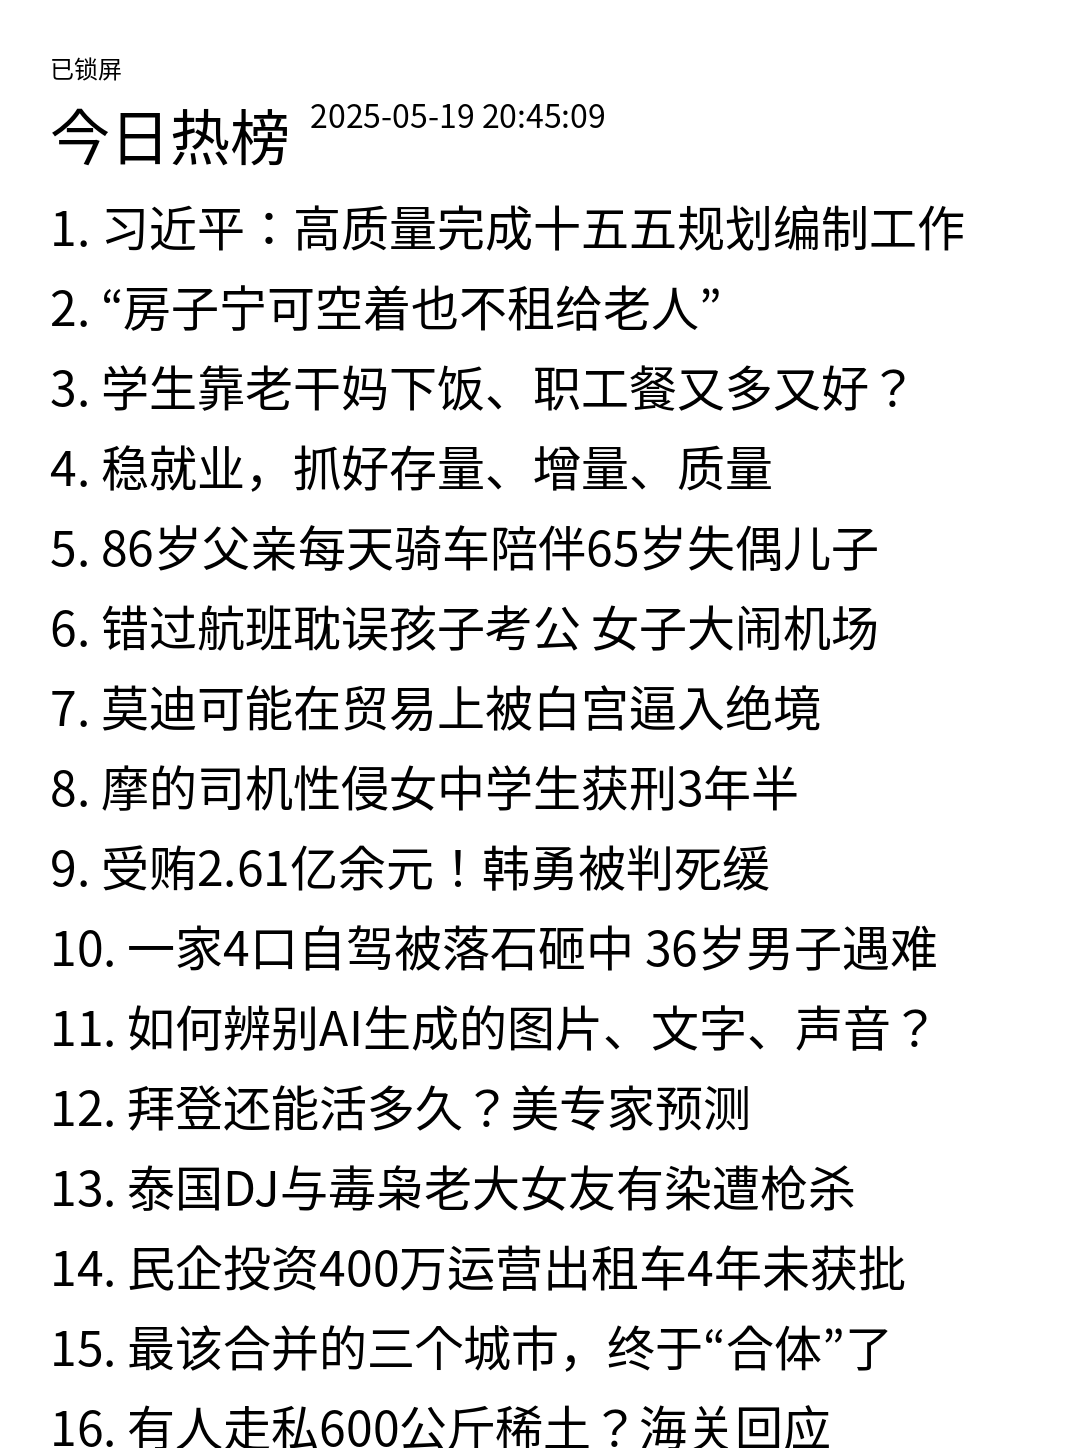 已锁屏
今日热榜 2025-05-19 20:45:09
1. 习近平：高质量完成十五五规划编制工作
2. “房子宁可空着也不租给老人”
3. 学生靠老干妈下饭、职工餐又多又好？
4. 稳就业，抓好存量、增量、质量
5. 86岁父亲每天骑车陪伴65岁失偶儿子
6. 错过航班耽误孩子考公 女子大闹机场
7. 莫迪可能在贸易上被白宫逼入绝境
8. 摩的司机性侵女中学生获刑3年半
9. 受贿2.61亿余元！韩勇被判死缓
10. 一家4口自驾被落石砸中 36岁男子遇难
11. 如何辨别AI生成的图片、文字、声音？
12. 拜登还能活多久？美专家预测
13. 泰国DJ与毒枭老大女友有染遭枪杀
14. 民企投资400万运营出租车4年未获批
15. 最该合并的三个城市，终于“合体”了
16. 有人走私600公斤稀土？海关回应